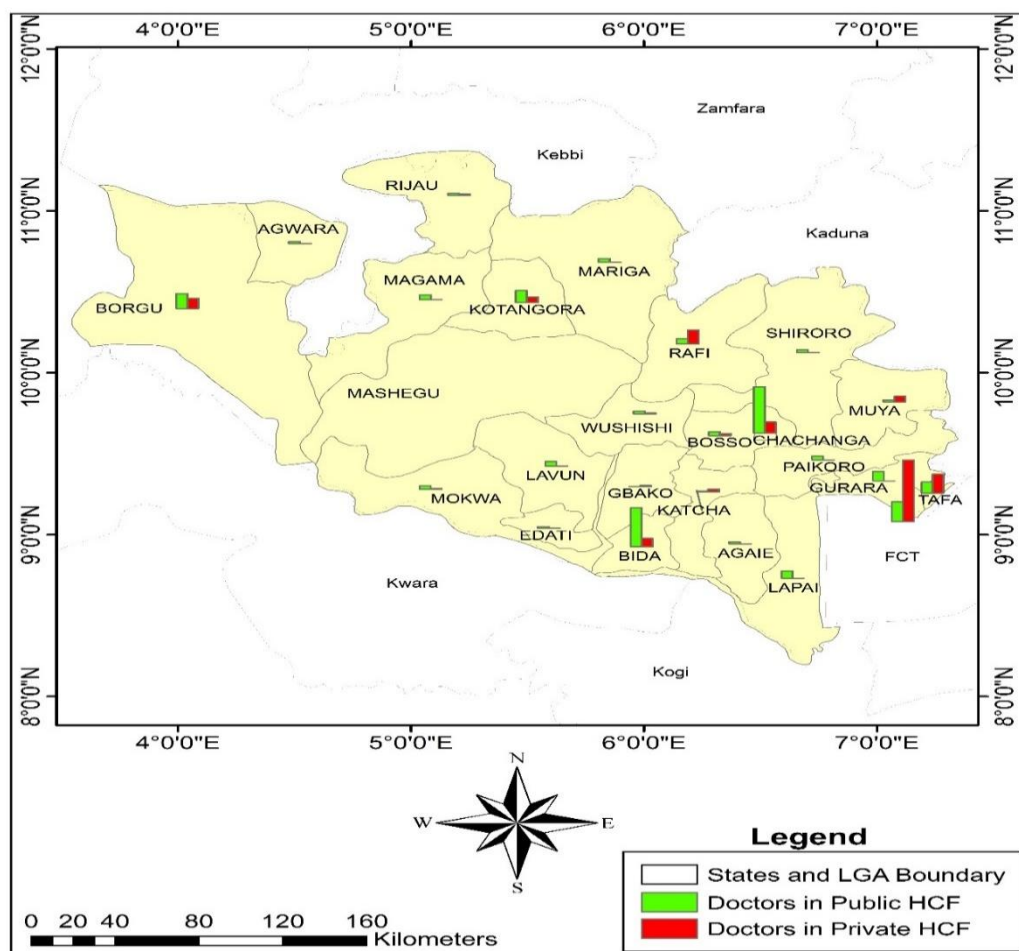 4°0'0"E 5°0'0"E 6°0'0"E 7°0'0"E
12°0'0"N 12°0'0"N
Zamfara
Kebbi
RIJAU
11°0'0"N 11°0'0"N
AGWARA
Kaduna
MARIGA
MAGAMA
BORGU KOTANGORA
SHIRORO
RAFI
10°0'0"N 10°0'0"N
MASHEGU
MUYA
WUSHISHI
BOSSO CHACHANGA
PAIKORO
LAVUN
GURARA
GBAKO
MOKWA
TAFA
KATCHA
EDATI
9°0'0"N 9°0'0"N
BIDA AGAIE FCT
Kwara
LAPAI
Kogi
8°0'0"N 8°0'0"N
4°0'0"E 5°0'0"E 6°0'0"E 7°0'0"E
N
W E
S
Legend
States and LGA Boundary
Doctors in Public HCF
Doctors in Private HCF
0 20 40 80 120 160
Kilometers